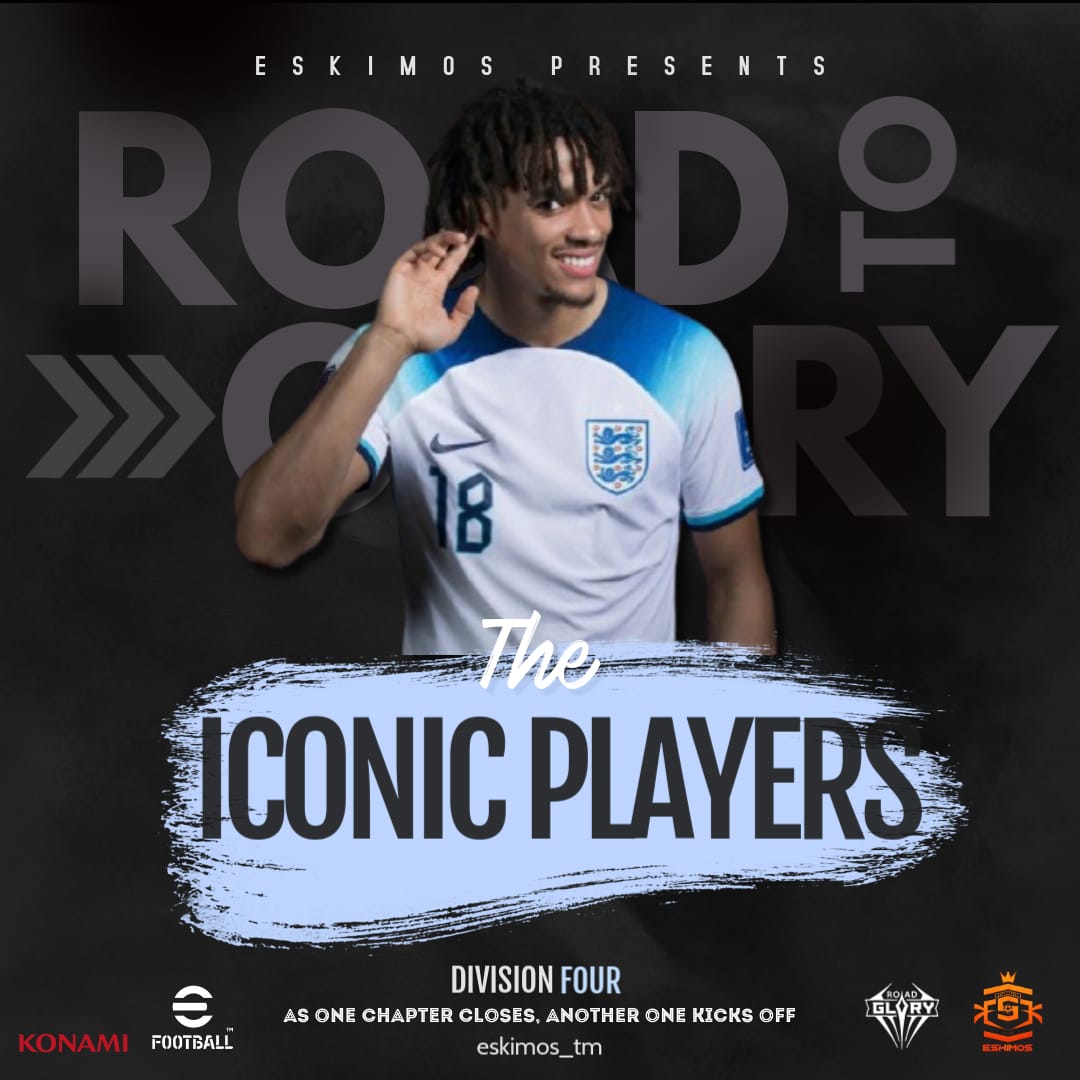 ESKIMOS PRESENTS
ROAD TO
GLORY
18
The
ICONIC PLAYERS
DIVISION FOUR
AS ONE CHAPTER CLOSES, ANOTHER ONE KICKS OFF
eskimos_tm
KONAMI
FOOTBALL™
ROAD
GLORY
ESKIMOS